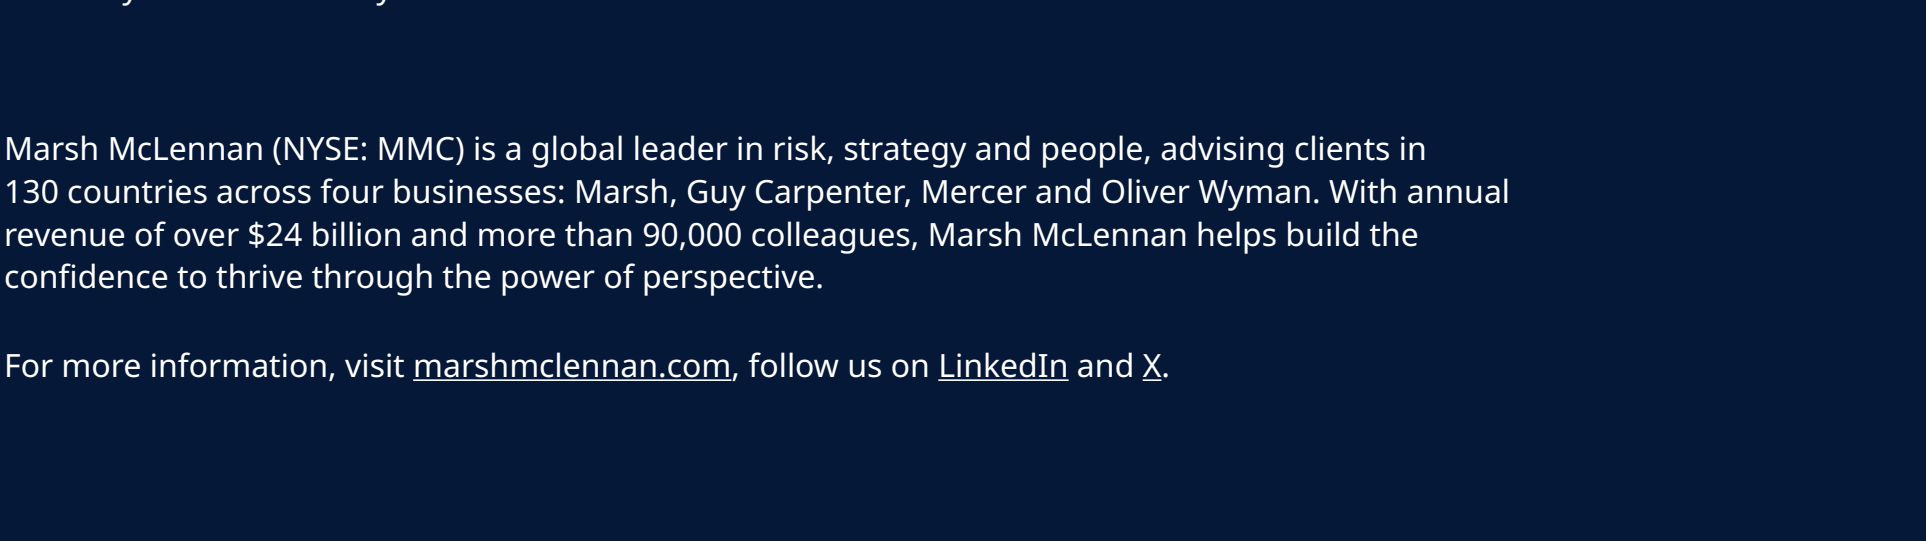 Marsh McLennan (NYSE: MMC) is a global leader in risk, strategy and people, advising clients in
130 countries across four businesses: Marsh, Guy Carpenter, Mercer and Oliver Wyman. With annual
revenue of over $24 billion and more than 90,000 colleagues, Marsh McLennan helps build the
confidence to thrive through the power of perspective.
For more information, visit marshmclennan.com, follow us on LinkedIn and X.